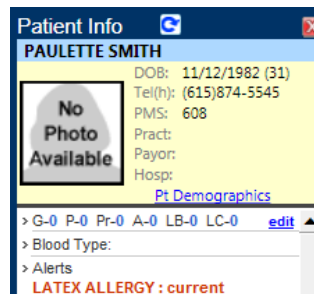 Patient Info
PAULETTE SMITH
No
Photo
Available
DOB: 11/12/1982 (31)
Tel(h): (615)874-5545
PMS: 608
Pract:
Payor:
Hosp:
Pt Demographics
> G-0 P-0 Pr-0 A-0 LB-0 LC-0 edit
> Blood Type:
> Alerts
LATEX ALLERGY : current